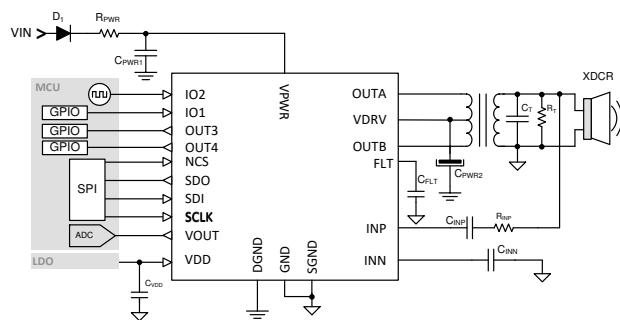 VIN
D1
RPWR
CPWR1
MCU
GPIO
GPIO
GPIO
SPI
ADC
LDO
CVDD
IO2
IO1
OUT3
OUT4
NCS
SDO
SDI
SCLK
VOUT
VDD
VPWR
DGND
GND
SGND
OUTA
VDRV
OUTB
FLT
INP
INN
CFLT
CPWR2
CT
RT
XDCR
CINP
RINP
CINN